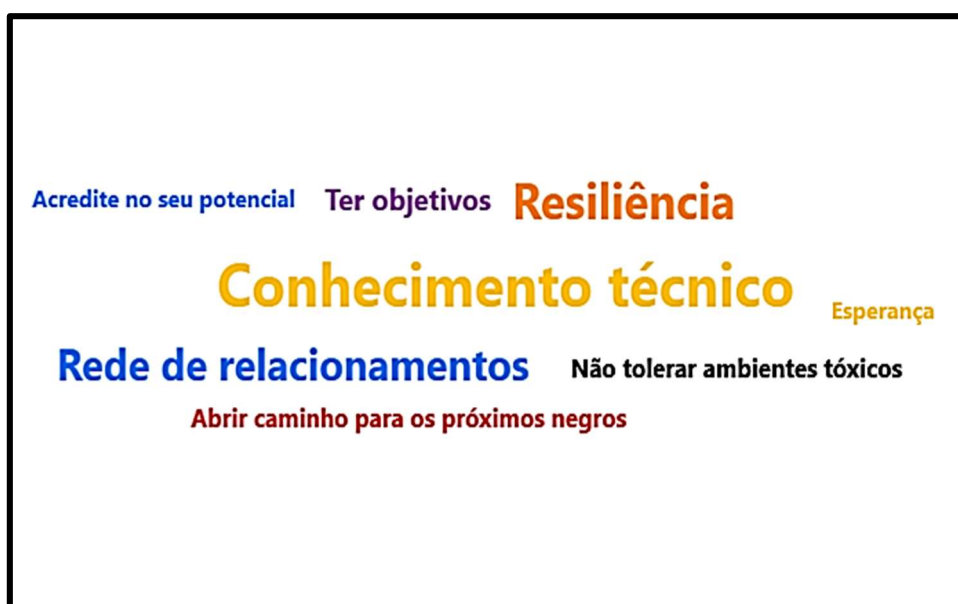 Acredite no seu potencial Ter objetivos Resiliência
Conhecimento técnico
Esperança
Rede de relacionamentos Não tolerar ambientes tóxicos
Abrir caminho para os próximos negros